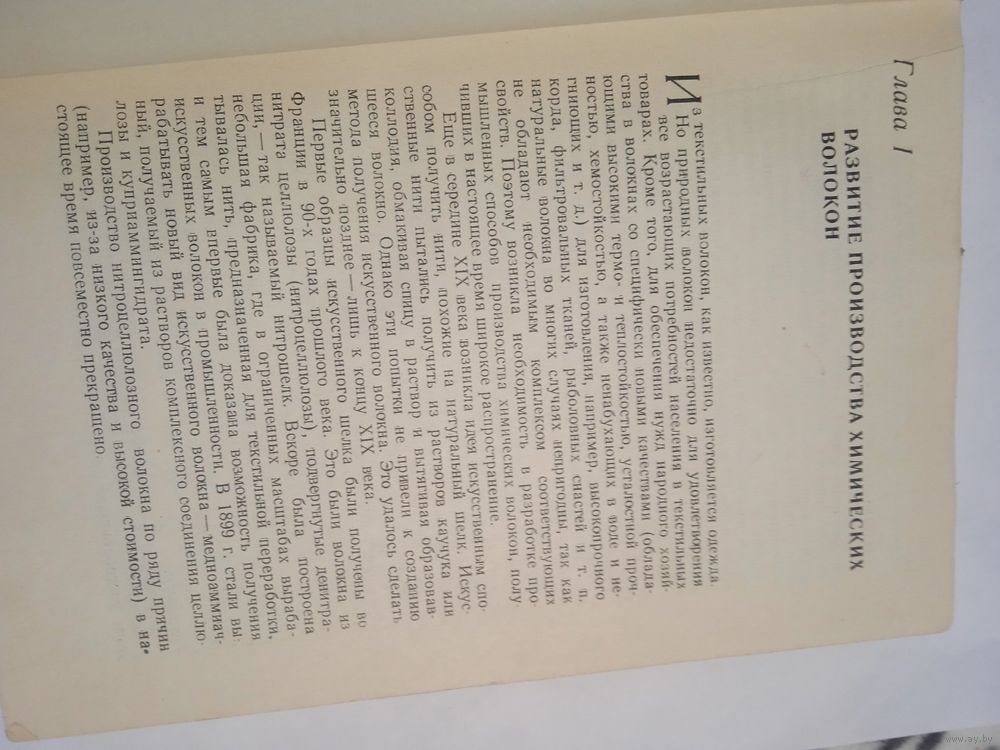 Глава I
РАЗВИТИЕ ПРОИЗВОДСТВА ХИМИЧЕСКИХ
ВОЛОКОН
Из текстильных волокон, как известно, изготовляется одежда.
Но природных волокон недостаточно для удовлетворения
все возрастающих потребностей населения в текстильных
товарах. Кроме того, для обеспечения нужд народного хозяй-
ства в волокнах со специфически новыми качествами (облада-
ющими высокими термо- и теплостойкостью, усталостной проч-
ностью, хемостойкостью, а также ненабухающих в воде и не-
гниющих и т. д.) для изготовления, например, высокопрочного
корда, фильтровальных тканей, рыболовных снастей и т. п.
натуральные волокна во многих случаях непригодны, так как
не обладают необходимым комплексом соответствующих
свойств. Поэтому возникла необходимость в разработке про-
мышленных способов производства химических волокон, полу
чивших в настоящее время широкое распространение.
Еще в середине XIX века возникла идея искусственным спо-
собом получить нити, похожие на натуральный шелк. Искус-
ственные нити пытались получить из растворов каучука или
коллодия, обмакивая спицу в раствор и вытягивая образовав-
шееся волокно. Однако эти попытки не привели к созданию
метода получения искусственного волокна. Это удалось сделать
значительно позднее — лишь к концу XIX века.
Первые образцы искусственного шелка были получены во
Франции в 90-х годах прошлого века. Это были волокна из
нитрата целлюлозы (нитроцеллюлозы), подвергнутые денитра-
ции, — так называемый нитрошелк. Вскоре была построена
небольшая фабрика, где в ограниченных масштабах выраба-
тывалась нить, предназначенная для текстильной переработки,
и тем самым впервые была доказана возможность получения
искусственных волокон в промышленности. В 1899 г. стали вы-
рабатывать новый вид искусственного волокна — медноаммиач-
ный, получаемый из растворов комплексного соединения целлю-
лозы и куприаммингидрата.
Производство нитроцеллюлозного волокна по ряду причин
(например, из-за низкого качества и высокой стоимости) в на-
стоящее время повсеместно прекращено.
www.ay.by